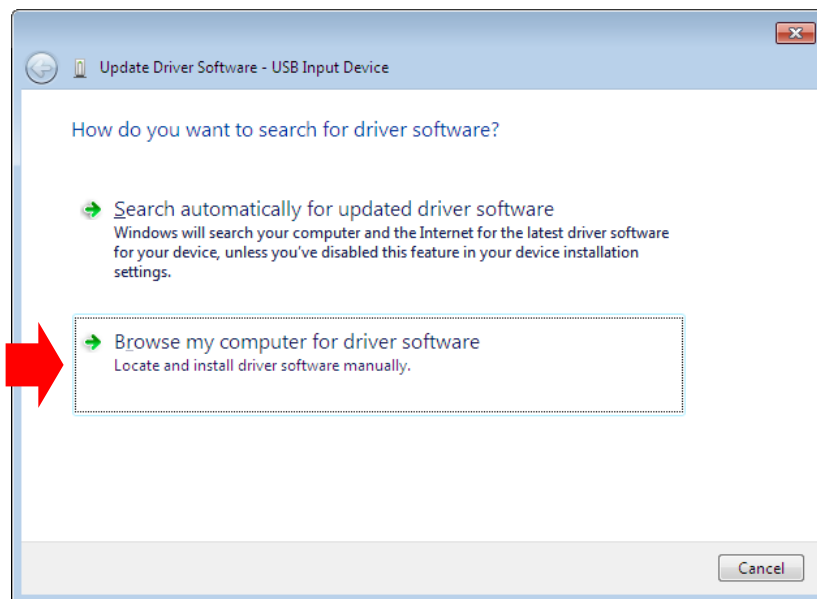 Update Driver Software - USB Input Device
How do you want to search for driver software?
Search automatically for updated driver software
Windows will search your computer and the Internet for the latest driver software
for your device, unless you've disabled this feature in your device installation
settings.
Browse my computer for driver software
Locate and install driver software manually.
Cancel